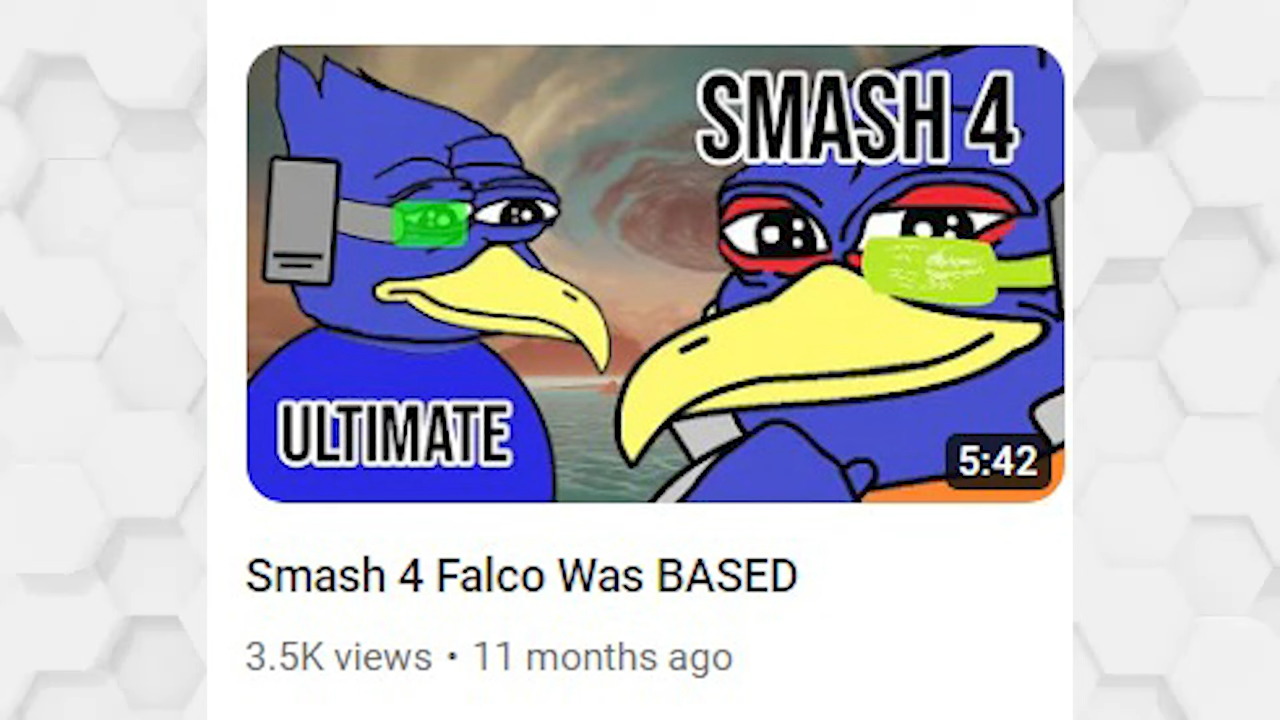 SMASH 4
ULTIMATE
5:42
Smash 4 Falco Was BASED
3.5K views • 11 months ago